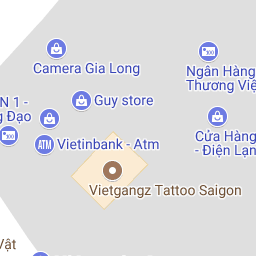 Camera Gia Long
Ngân Hàng
Thương Việ
Guy store
N 1 -
g Đạo
Cửa Hàng
- Điện Lạn
ATM
Vietinbank - Atm
Vietgangz Tattoo Saigon
Vật